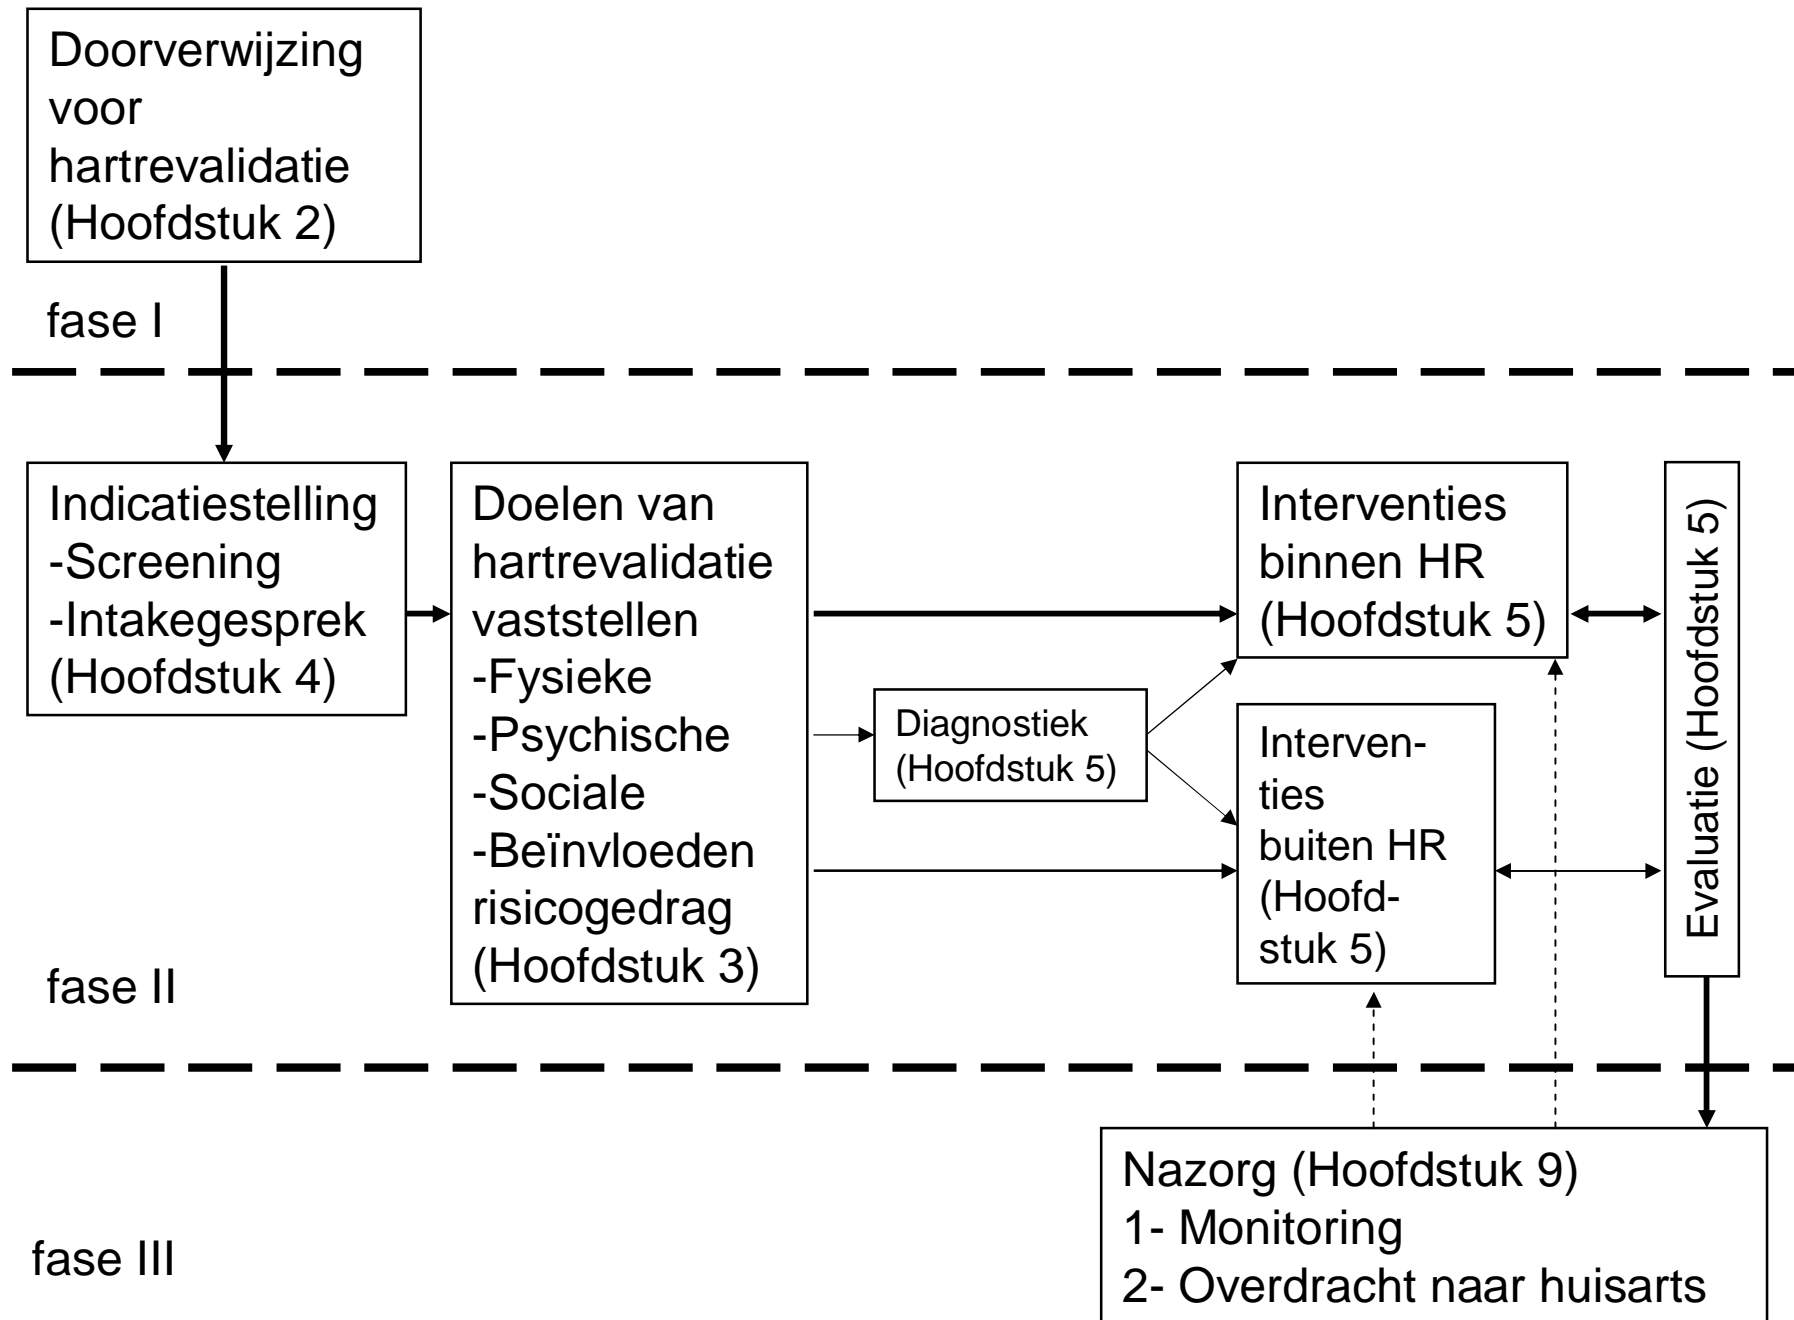 Doorverwijzing
voor
hartrevalidatie
(Hoofdstuk 2)
fase I
Indicatiestelling
-Screening
-Intakegesprek
(Hoofdstuk 4)
Doelen van
hartrevalidatie
vaststellen
-Fysieke
-Psychische
-Sociale
-Beïnvloeden
risicogedrag
(Hoofdstuk 3)
Diagnostiek
(Hoofdstuk 5)
Interventies
binnen HR
(Hoofdstuk 5)
Interven-
ties
buiten HR
(Hoofd-
stuk 5)
Evaluatie (Hoofdstuk 5)
fase II
Nazorg (Hoofdstuk 9)
1- Monitoring
2- Overdracht naar huisarts
fase III